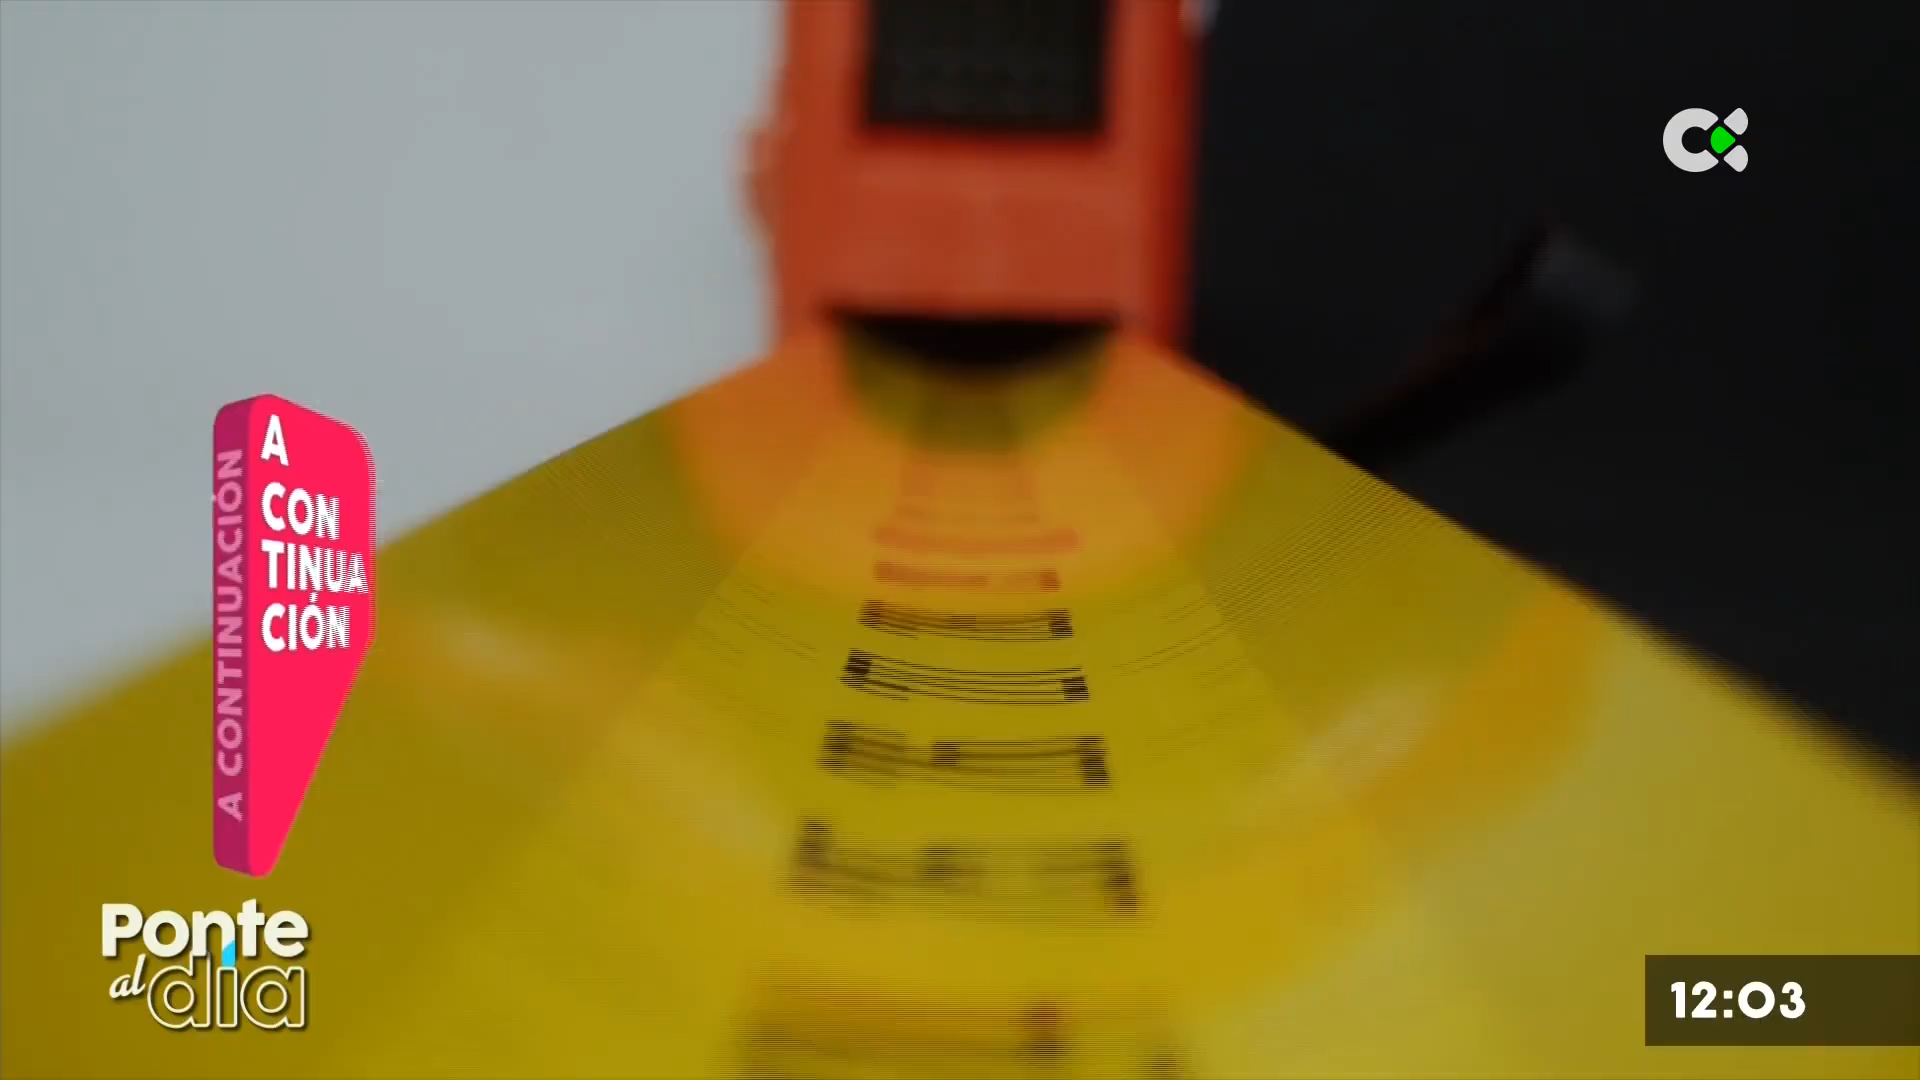 A CONTINUACIÓN
A
CON
TINUA
CIÓN
Ponte
al día
12:03